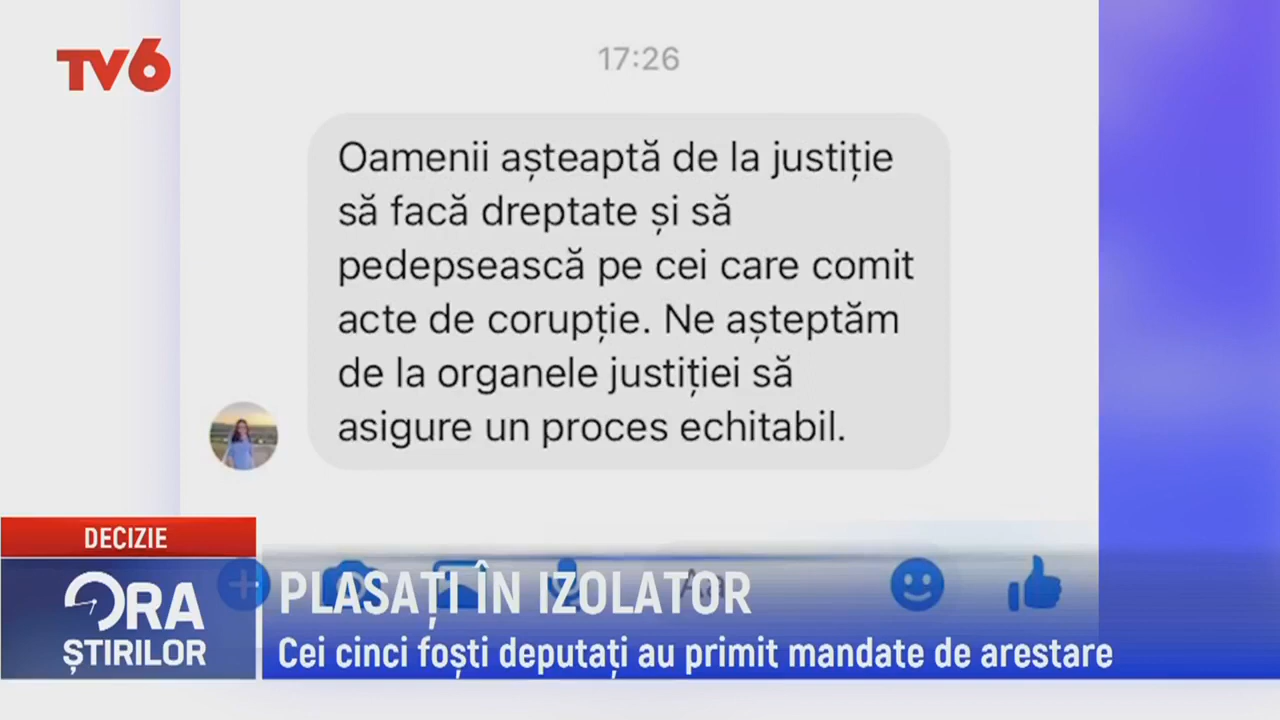 TV6
17:26
Oamenii așteaptă de la justiție
să facă dreptate și să
pedepsească pe cei care comit
acte de corupție. Ne așteptăm
de la organele justiției să
asigure un proces echitabil.
DECIZIE
ORA
ȘTIRILOR
Aa
PLASAȚI ÎN IZOLATOR
Cei cinci foști deputați au primit mandate de arestare